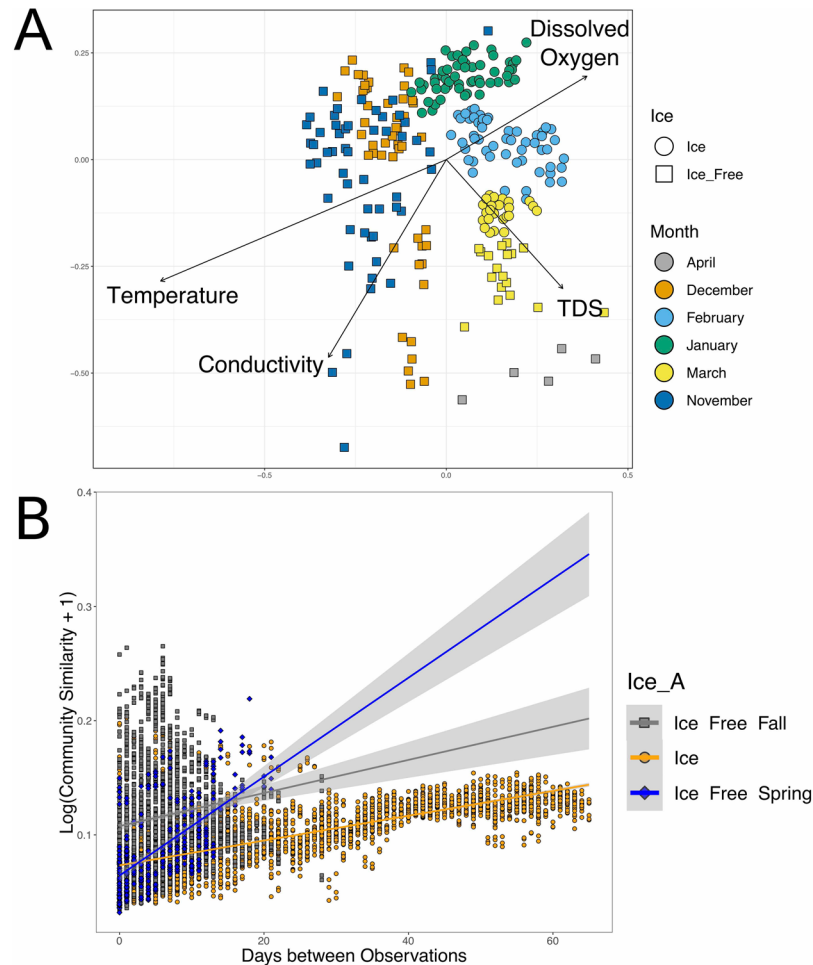 A
Dissolved
Oxygen
Temperature
Conductivity
TDS
0.25
0.00
−0.25
−0.50
−0.5
0.0
0.5
Ice
Ice
Ice_Free
Month
April
December
February
January
March
November
B
Log(Community Similarity + 1)
0.4
0.3
0.2
0.1
0
20
40
60
Days between Observations
Ice_A
Ice Free Fall
Ice
Ice Free Spring